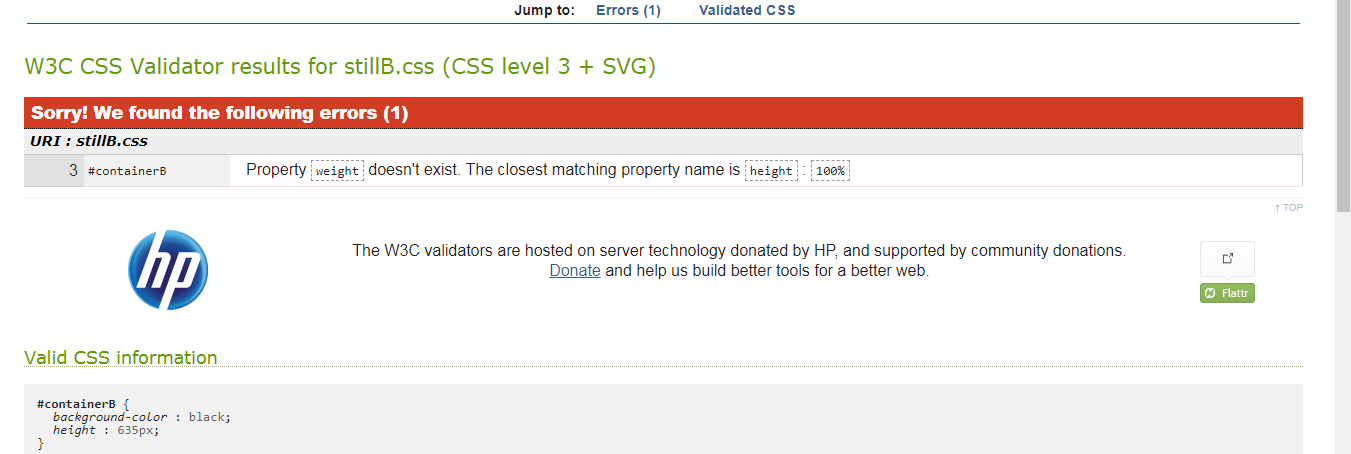 Jump to: Errors (1) Validated CSS
W3C CSS Validator results for stillB.css (CSS level 3 + SVG)
Sorry! We found the following errors (1)
URI : stillB.css
3 #containerB Property weight doesn't exist. The closest matching property name is height : 100%
↑ TOP
hp
The W3C validators are hosted on server technology donated by HP, and supported by community donations.
Donate and help us build better tools for a better web.
Flattr
Valid CSS information
#containerB {
background-color : black;
height : 635px;
}